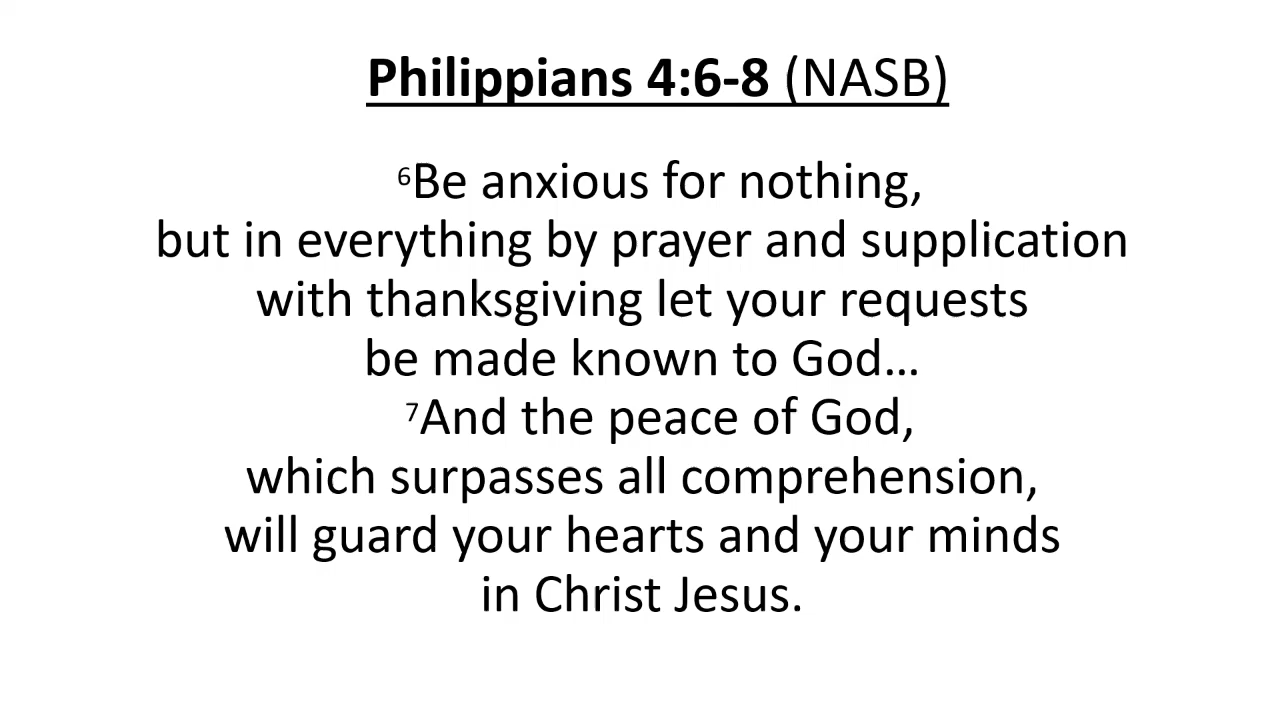 Philippians 4:6-8 (NASB)
⁶Be anxious for nothing,
but in everything by prayer and supplication
with thanksgiving let your requests
be made known to God…
⁷And the peace of God,
which surpasses all comprehension,
will guard your hearts and your minds
in Christ Jesus.